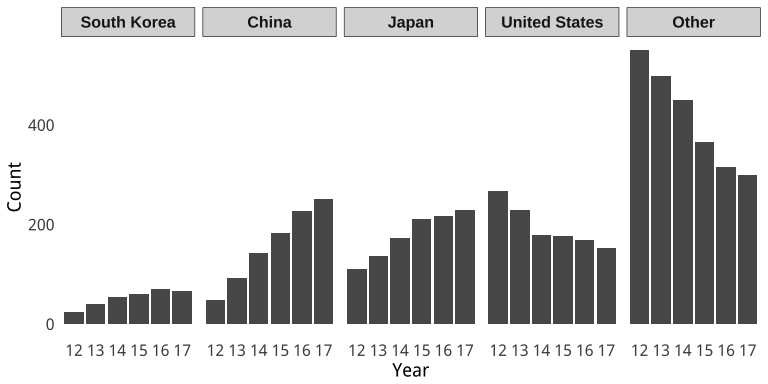 South Korea China Japan United States Other
400
200
0
Count
12 13 14 15 16 17 12 13 14 15 16 17 12 13 14 15 16 17 12 13 14 15 16 17 12 13 14 15 16 17
Year